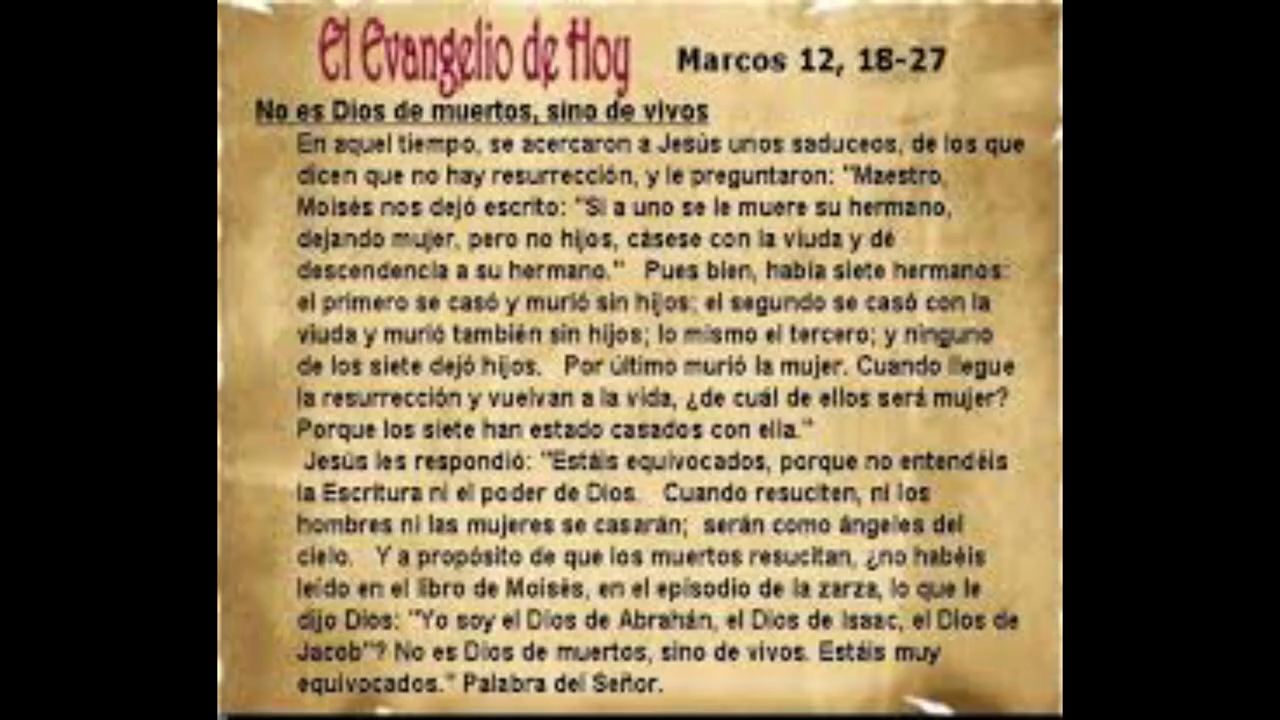 El Evangelio de Hoy Marcos 12, 18-27
No es Dios de muertos, sino de vivos
En aquel tiempo, se acercaron a Jesús unos saduceos, de los que
dicen que no hay resurrección, y le preguntaron: "Maestro,
Moisés nos dejó escrito: "Si a uno se le muere su hermano,
dejando mujer, pero no hijos, cásese con la viuda y dé
descendencia a su hermano." Pues bien, había siete hermanos:
el primero se casó y murió sin hijos; el segundo se casó con la
viuda y murió también sin hijos; lo mismo el tercero; y ninguno
de los siete dejó hijos. Por último murió la mujer. Cuando llegue
la resurrección y vuelvan a la vida, ¿de cuál de ellos será mujer?
Porque los siete han estado casados con ella."
Jesús les respondió: "Estáis equivocados, porque no entendéis
la Escritura ni el poder de Dios. Cuando resuciten, ni los
hombres ni las mujeres se casarán; serán como ángeles del
cielo. Y a propósito de que los muertos resucitan, ¿no habéis
leído en el libro de Moisés, en el episodio de la zarza, lo que le
dijo Dios: "Yo soy el Dios de Abrahán, el Dios de Isaac, el Dios de
Jacob"? No es Dios de muertos, sino de vivos. Estáis muy
equivocados." Palabra del Señor.